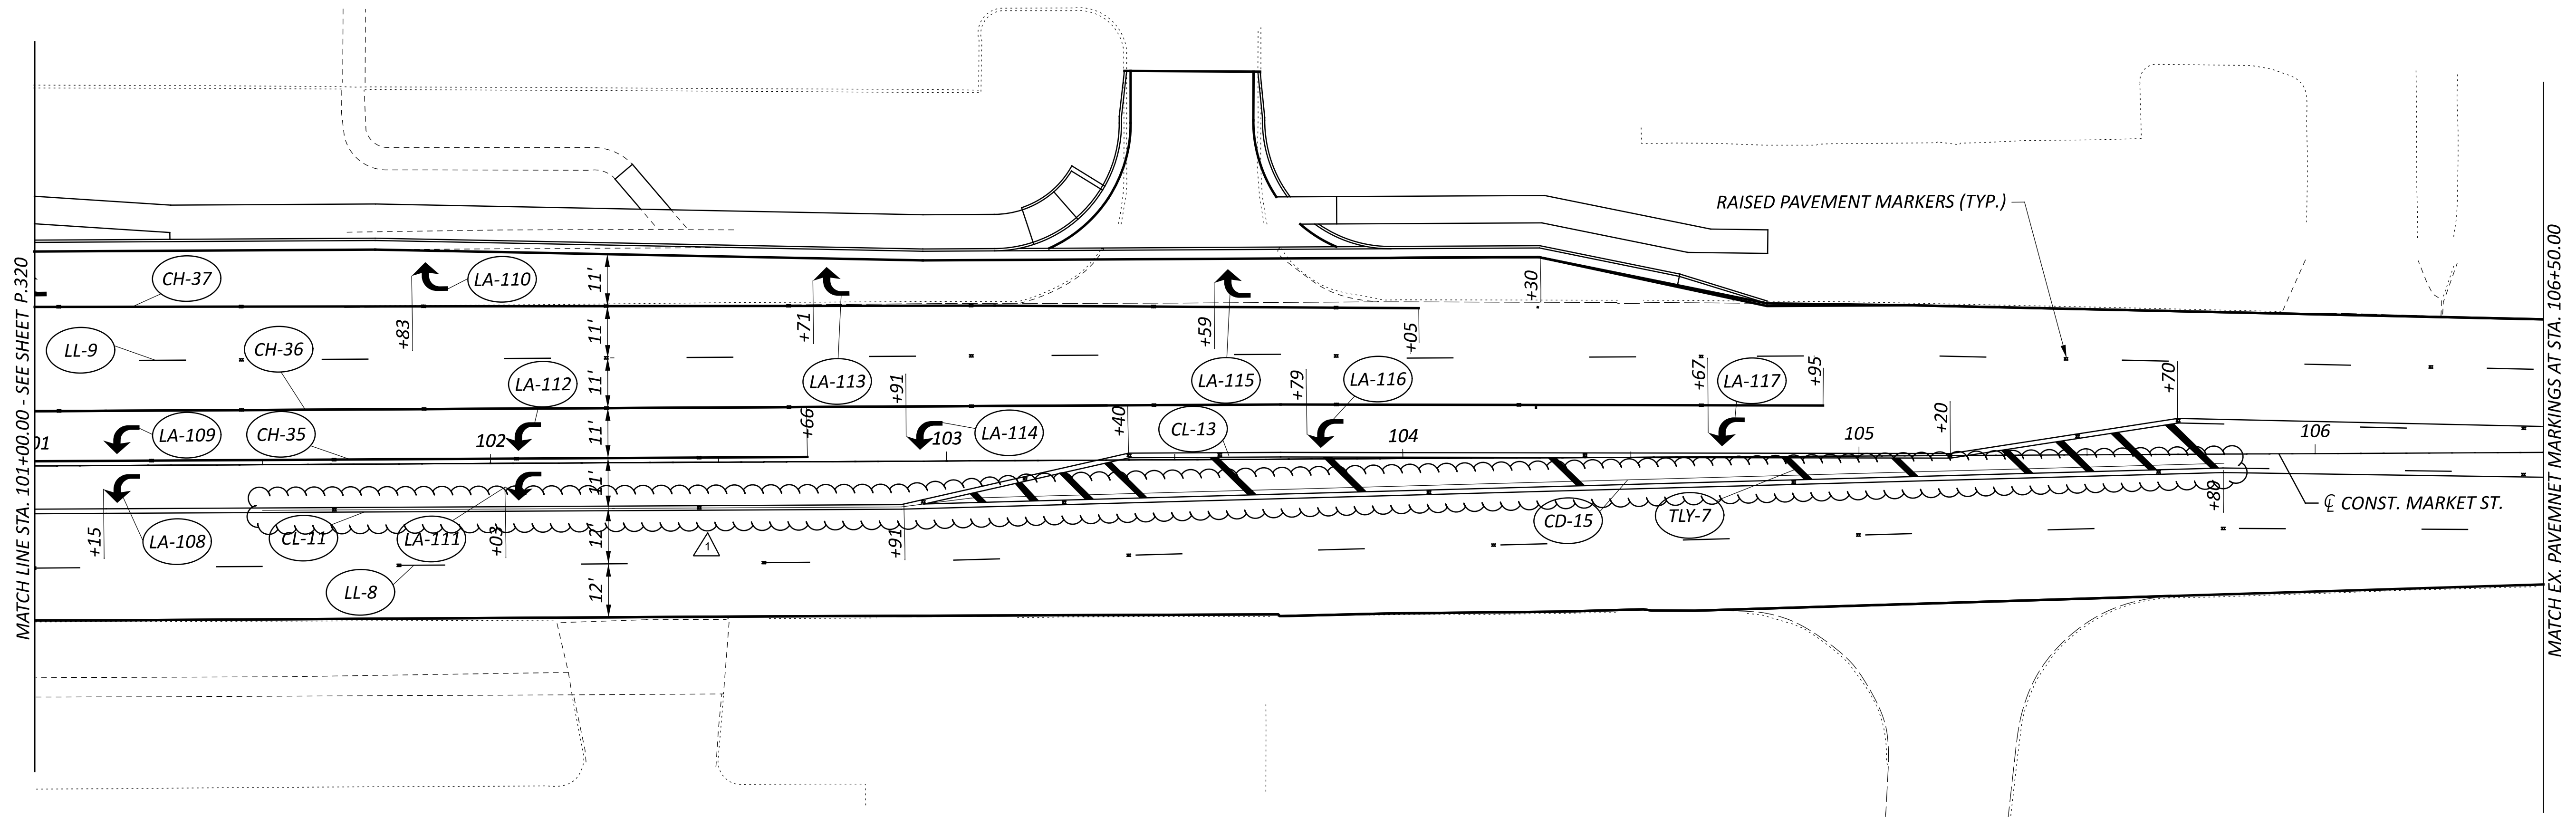 MATCH LINE STA. 101+00.00 - SEE SHEET P.320
RAISED PAVEMENT MARKERS (TYP.)
CH-37
LA-110
11'
+30
+83
+71
+59
+05
LL-9
CH-36
11'
LA-112
11'
LA-113
+91
LA-115
+79
LA-116
+67
LA-117
+95
+70
01
LA-109
CH-35
102
11'
+66
103
LA-114
+40
CL-13
104
105
+20
106
+15
LA-108
CL-11
LA-111
+03
11'
12'
1
+91
CD-15
TLY-7
+80
℄ CONST. MARKET ST.
LL-8
12'
MATCH EX. PAVEMINET MARKINGS AT STA. 106+50.00